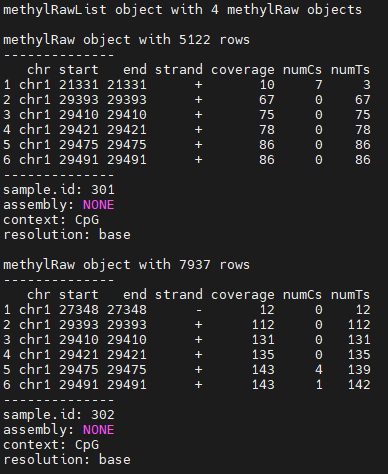 methylRawList object with 4 methylRaw objects

methylRaw object with 5122 rows
--------------
   chr start   end strand coverage numCs numTs
1 chr1 21331 21331      +       10     7     3
2 chr1 29393 29393      +       67     0    67
3 chr1 29410 29410      +       75     0    75
4 chr1 29421 29421      +       78     0    78
5 chr1 29475 29475      +       86     0    86
6 chr1 29491 29491      +       86     0    86
--------------
sample.id: 301
assembly: NONE
context: CpG
resolution: base

methylRaw object with 7937 rows
--------------
   chr start   end strand coverage numCs numTs
1 chr1 27348 27348      -       12     0    12
2 chr1 29393 29393      +      112     0   112
3 chr1 29410 29410      +      131     0   131
4 chr1 29421 29421      +      135     0   135
5 chr1 29475 29475      +      143     4   139
6 chr1 29491 29491      +      143     1   142
--------------
sample.id: 302
assembly: NONE
context: CpG
resolution: base